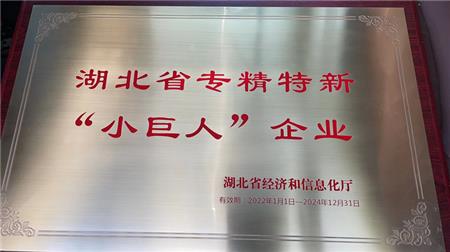 湖北省专精特新
“小巨人”企业
湖北省经济和信息化厅
有效期：2022年1月1日—2024年12月31日